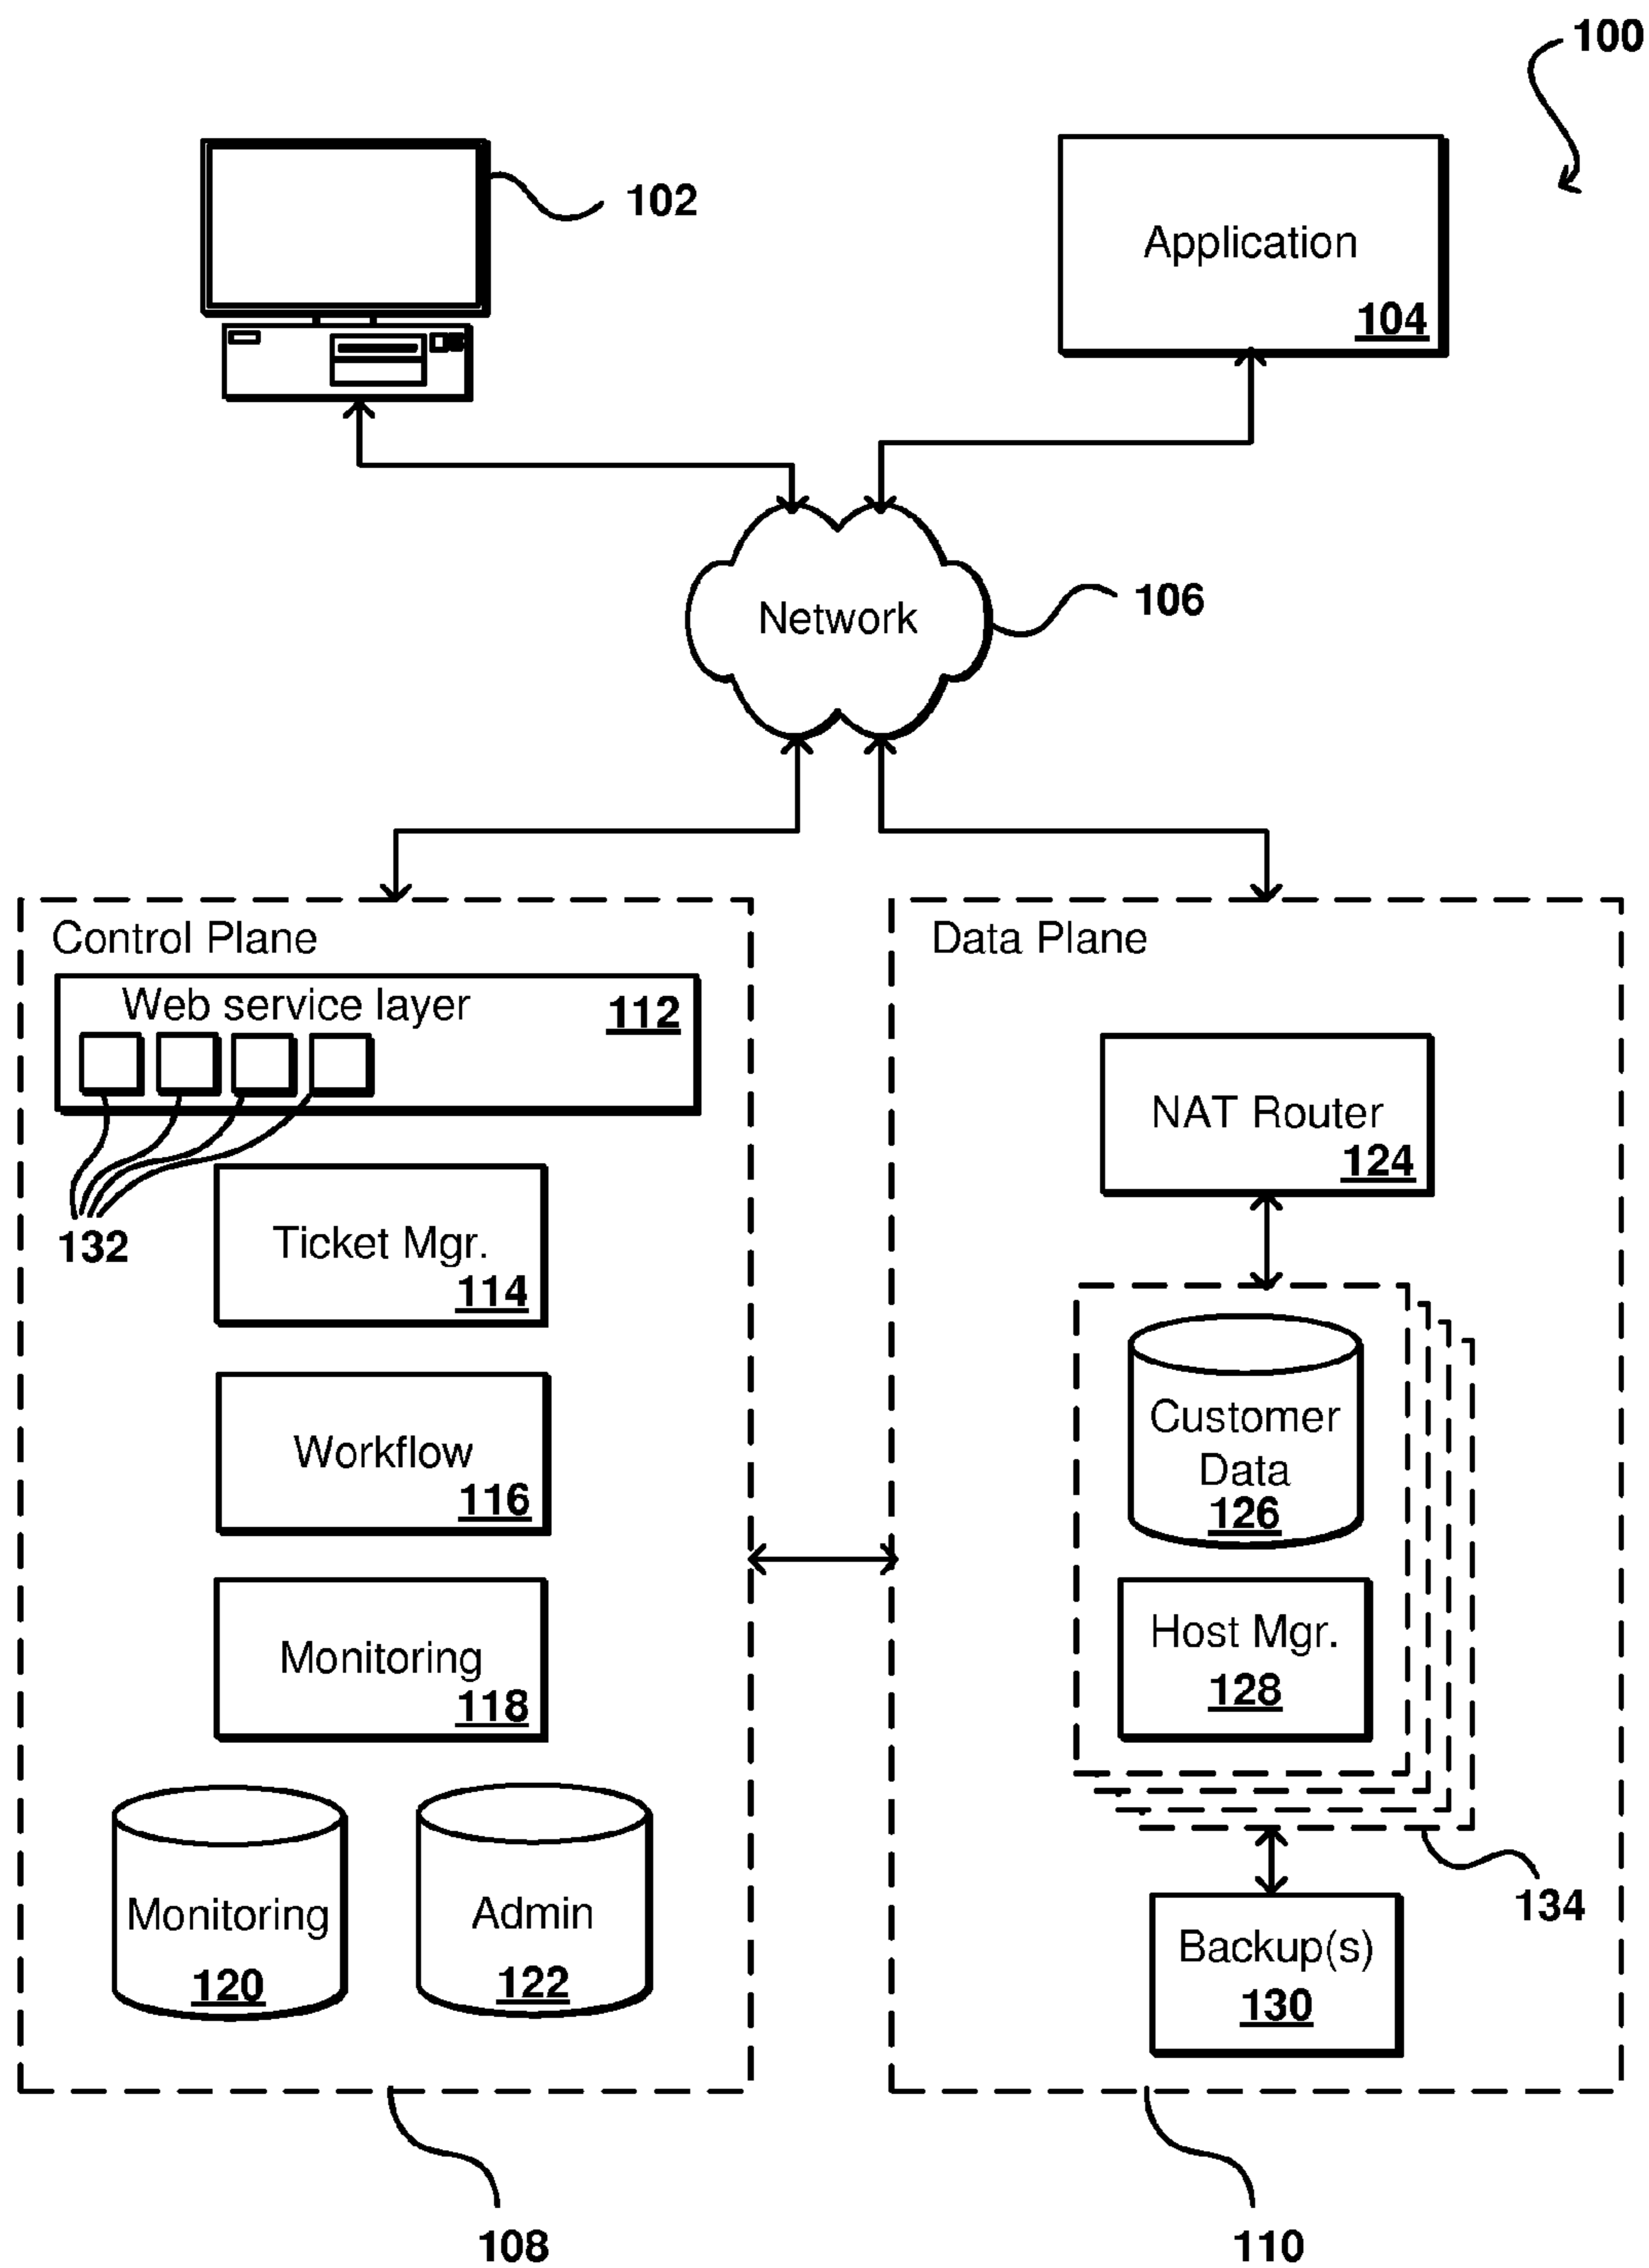 100
102
Application
104
Network
106
Control Plane
Web service layer
112
132
Ticket Mgr.
114
Workflow
116
Monitoring
118
Monitoring
120
Admin
122
108
Data Plane
NAT Router
124
Customer
Data
126
Host Mgr.
128
134
Backup(s)
130
110